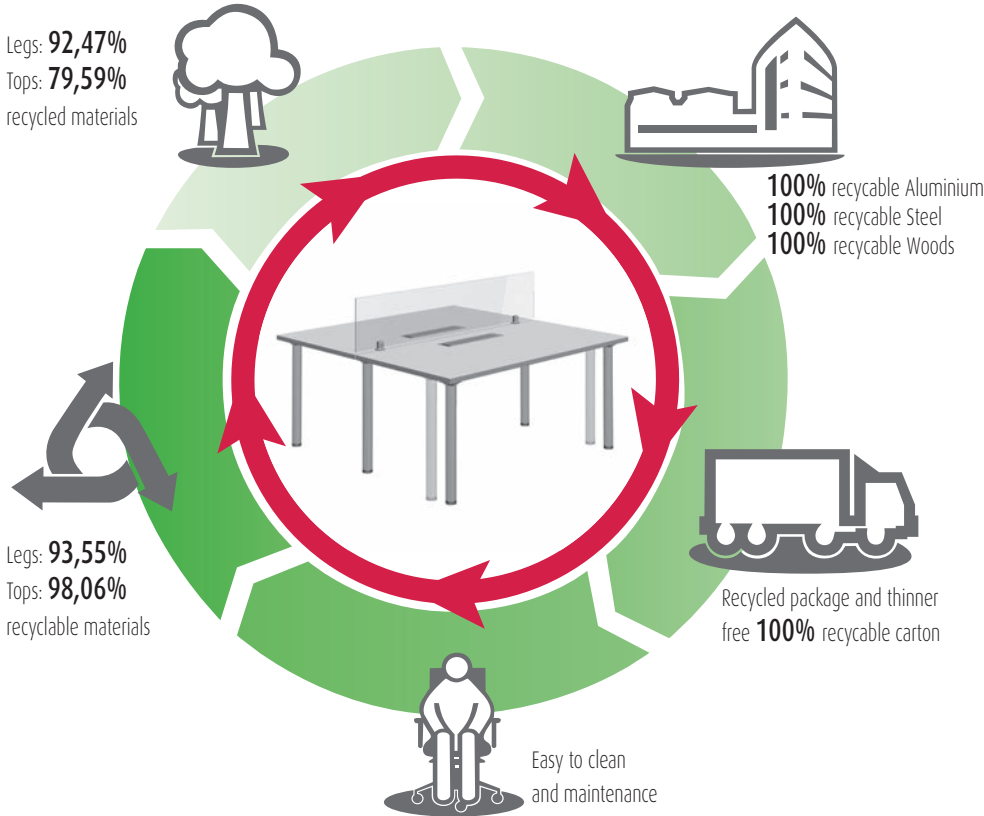 Legs: 92,47%
Tops: 79,59%
recycled materials
100% recycable Aluminium
100% recycable Steel
100% recycable Woods
Recycled package and thinner
free 100% recycable carton
Easy to clean
and maintenance
Legs: 93,55%
Tops: 98,06%
recyclable materials